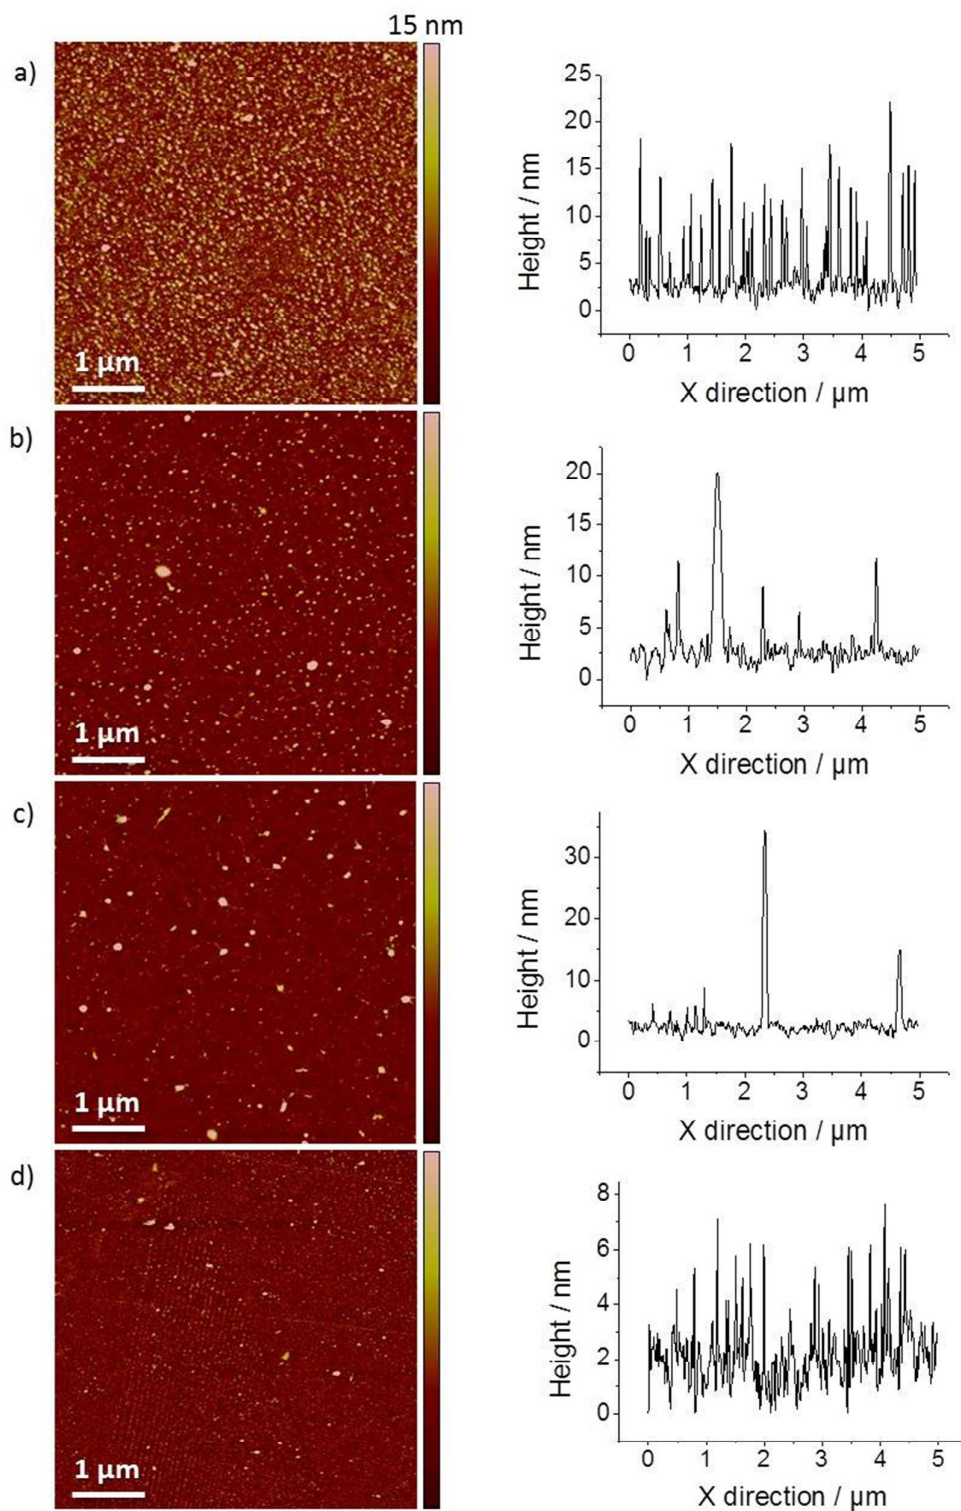 15 nm
a)
1 µm
25
20
15
10
5
0
Height / nm
0 1 2 3 4 5
X direction / µm
b)
1 µm
20
15
10
5
0
Height / nm
0 1 2 3 4 5
X direction / µm
c)
1 µm
30
20
10
0
Height / nm
0 1 2 3 4 5
X direction / µm
d)
1 µm
8
6
4
2
0
Height / nm
0 1 2 3 4 5
X direction / µm